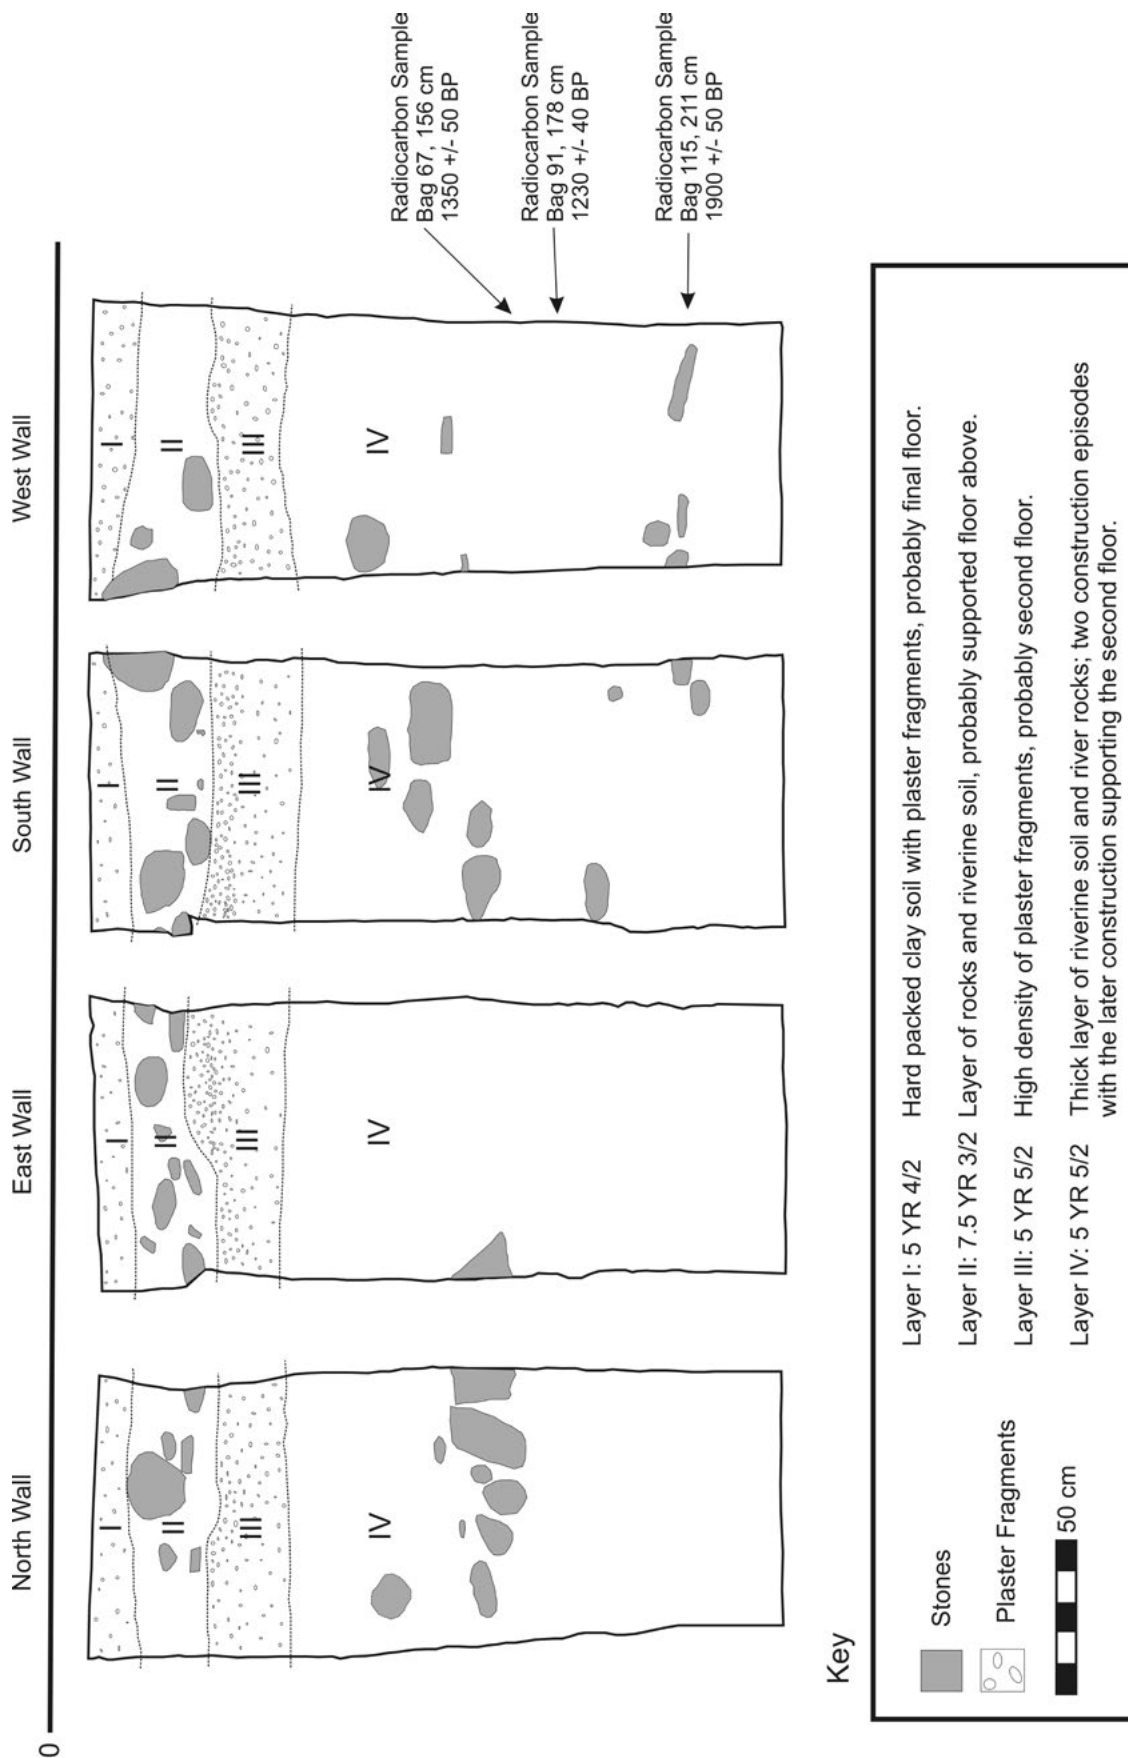 North Wall
East Wall
South Wall
West Wall
0
I
II
III
IV
I
II
III
IV
I
II
III
IV
I
II
III
IV
Radiocarbon Sample
Bag 67, 156 cm
1350 +/- 50 BP
Radiocarbon Sample
Bag 91, 178 cm
1230 +/- 40 BP
Radiocarbon Sample
Bag 115, 211 cm
1900 +/- 50 BP
Key
Stones
Plaster Fragments
50 cm
Layer I: 5 YR 4/2 Hard packed clay soil with plaster fragments, probably final floor.
Layer II: 7.5 YR 3/2 Layer of rocks and riverine soil, probably supported floor above.
Layer III: 5 YR 5/2 High density of plaster fragments, probably second floor.
Layer IV: 5 YR 5/2 Thick layer of riverine soil and river rocks; two construction episodes
with the later construction supporting the second floor.